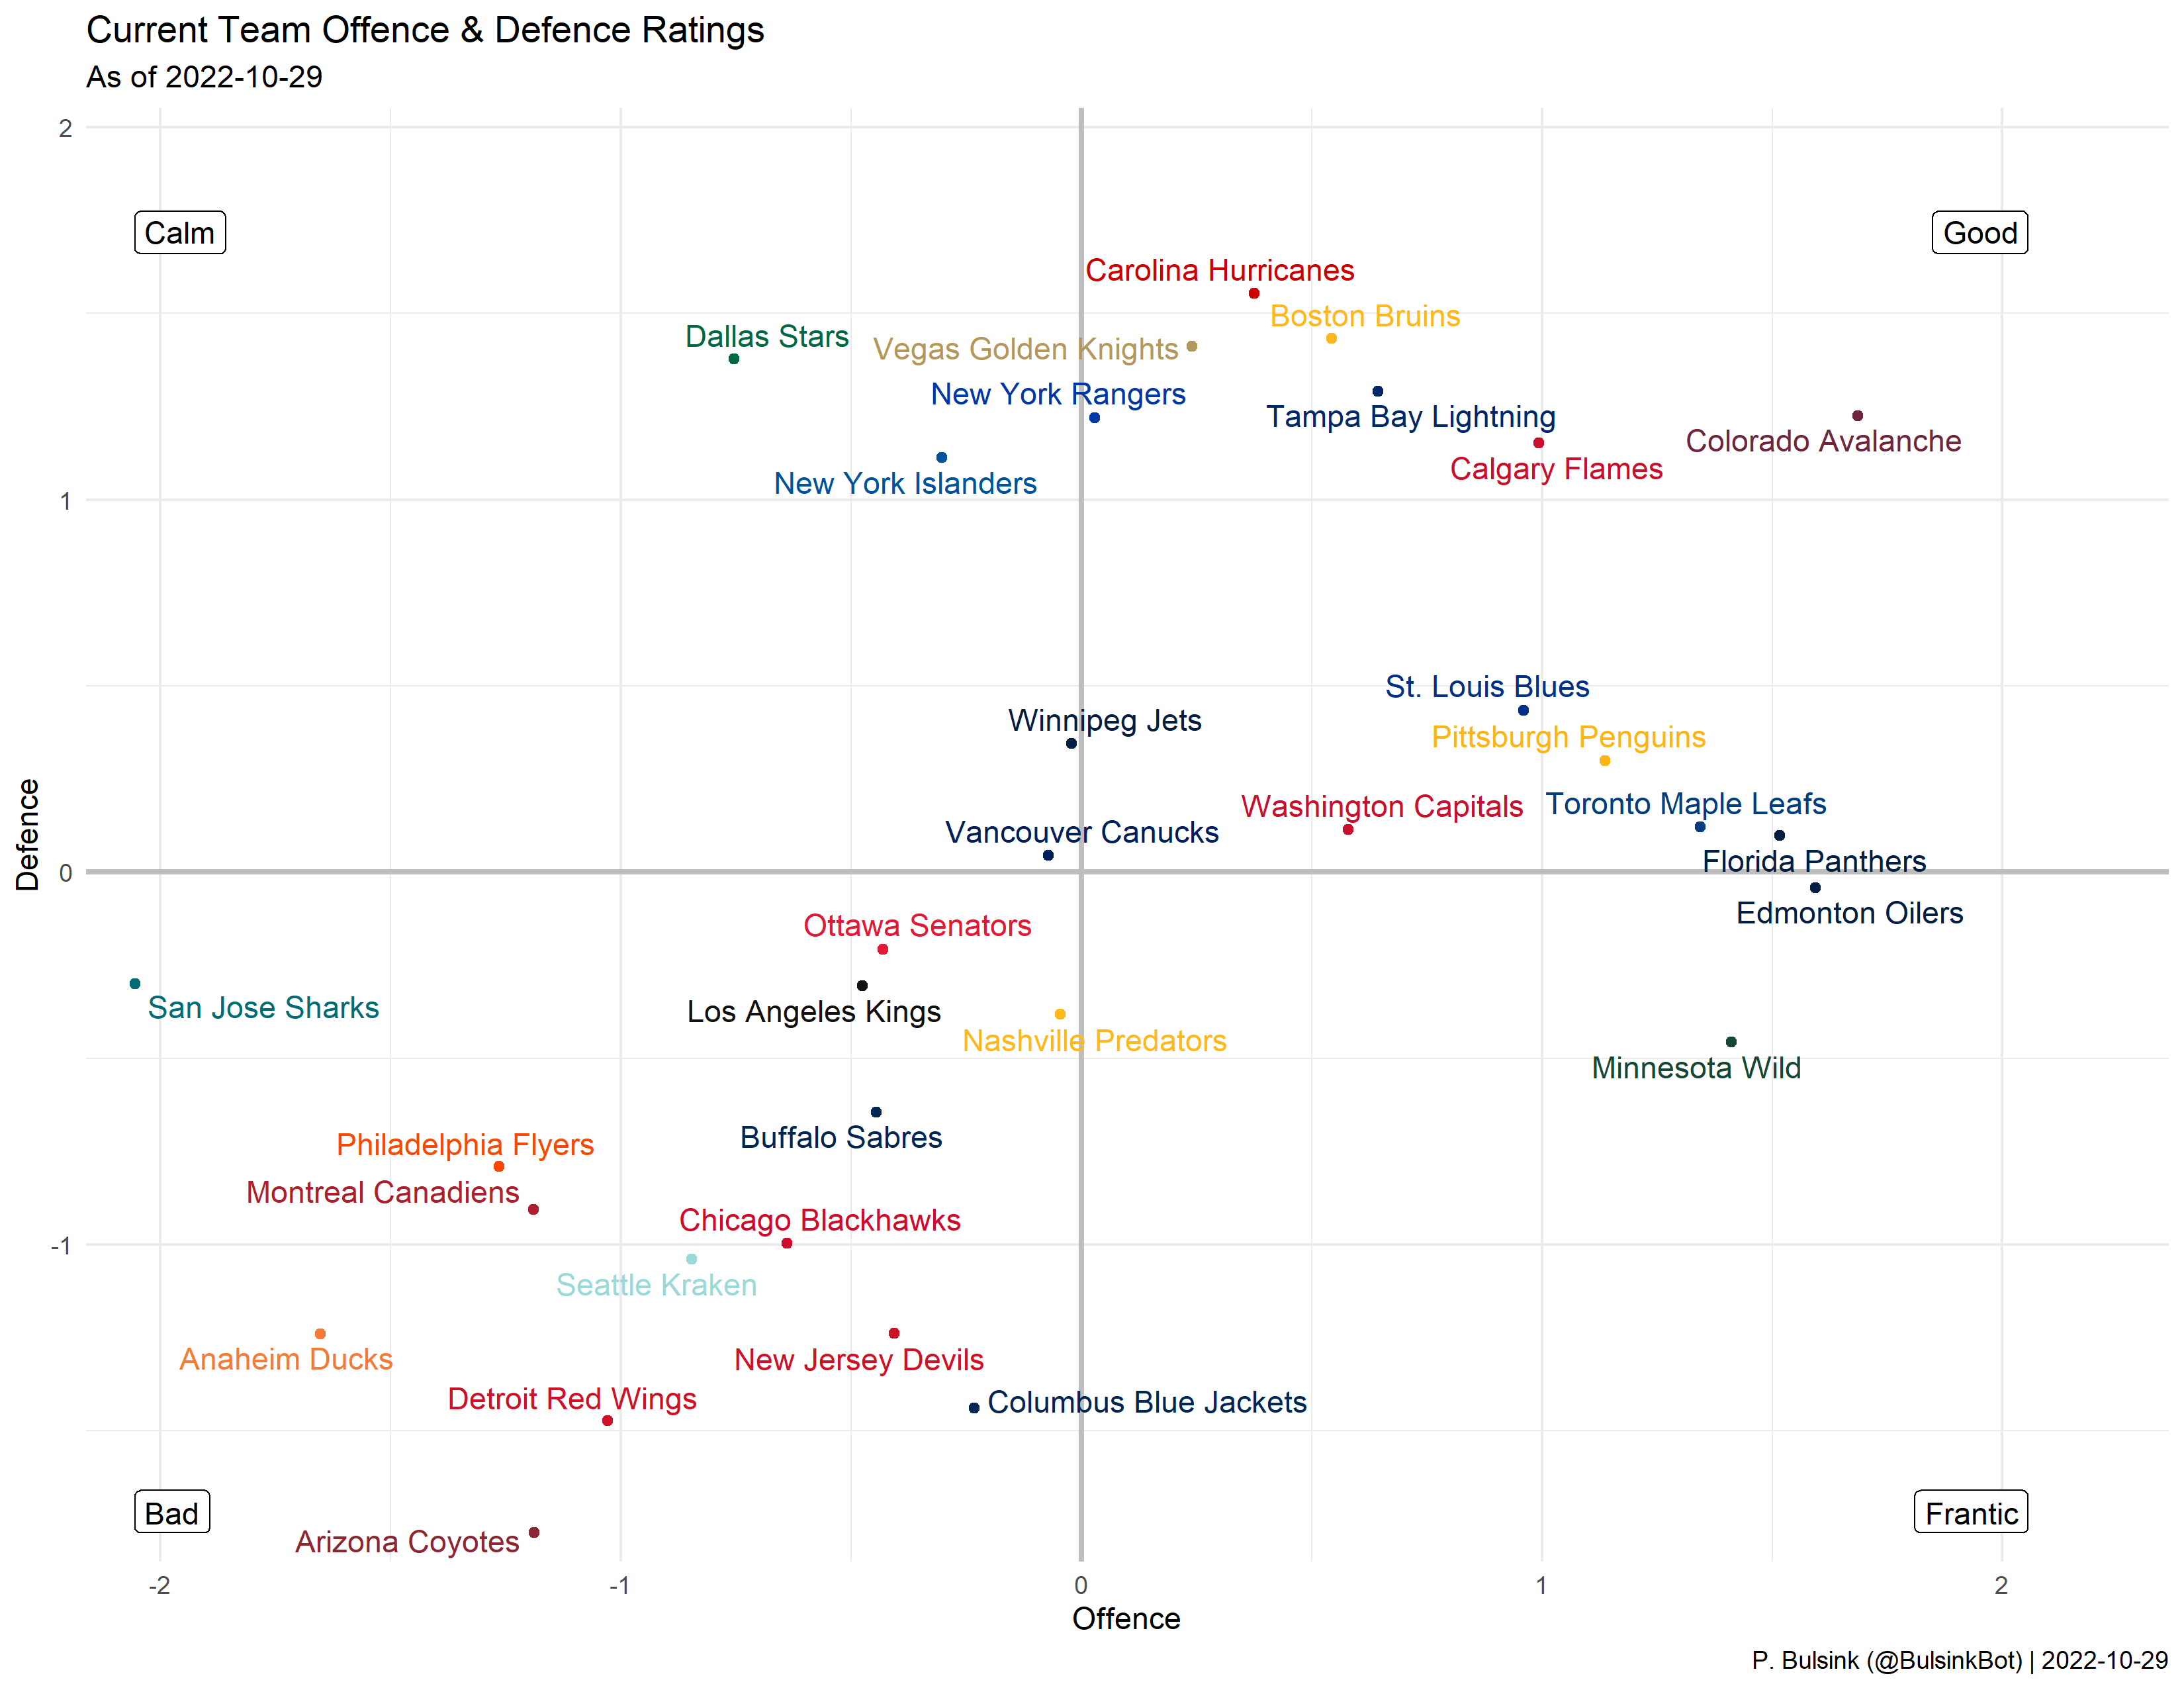 Current Team Offence & Defence Ratings
As of 2022-10-29
2
Calm
Good
Carolina Hurricanes
Boston Bruins
Dallas Stars
Vegas Golden Knights
New York Rangers
Tampa Bay Lightning
Colorado Avalanche
Calgary Flames
New York Islanders
1
St. Louis Blues
Winnipeg Jets
Pittsburgh Penguins
Washington Capitals
Toronto Maple Leafs
Vancouver Canucks
Florida Panthers
0
Defence
Edmonton Oilers
Ottawa Senators
San Jose Sharks
Los Angeles Kings
Nashville Predators
Minnesota Wild
Buffalo Sabres
Philadelphia Flyers
Montreal Canadiens
Chicago Blackhawks
-1
Seattle Kraken
Anaheim Ducks
New Jersey Devils
Detroit Red Wings
Columbus Blue Jackets
Bad
Frantic
Arizona Coyotes
-2
-1
0
1
2
Offence
P. Bulsink (@BulsinkBot) | 2022-10-29